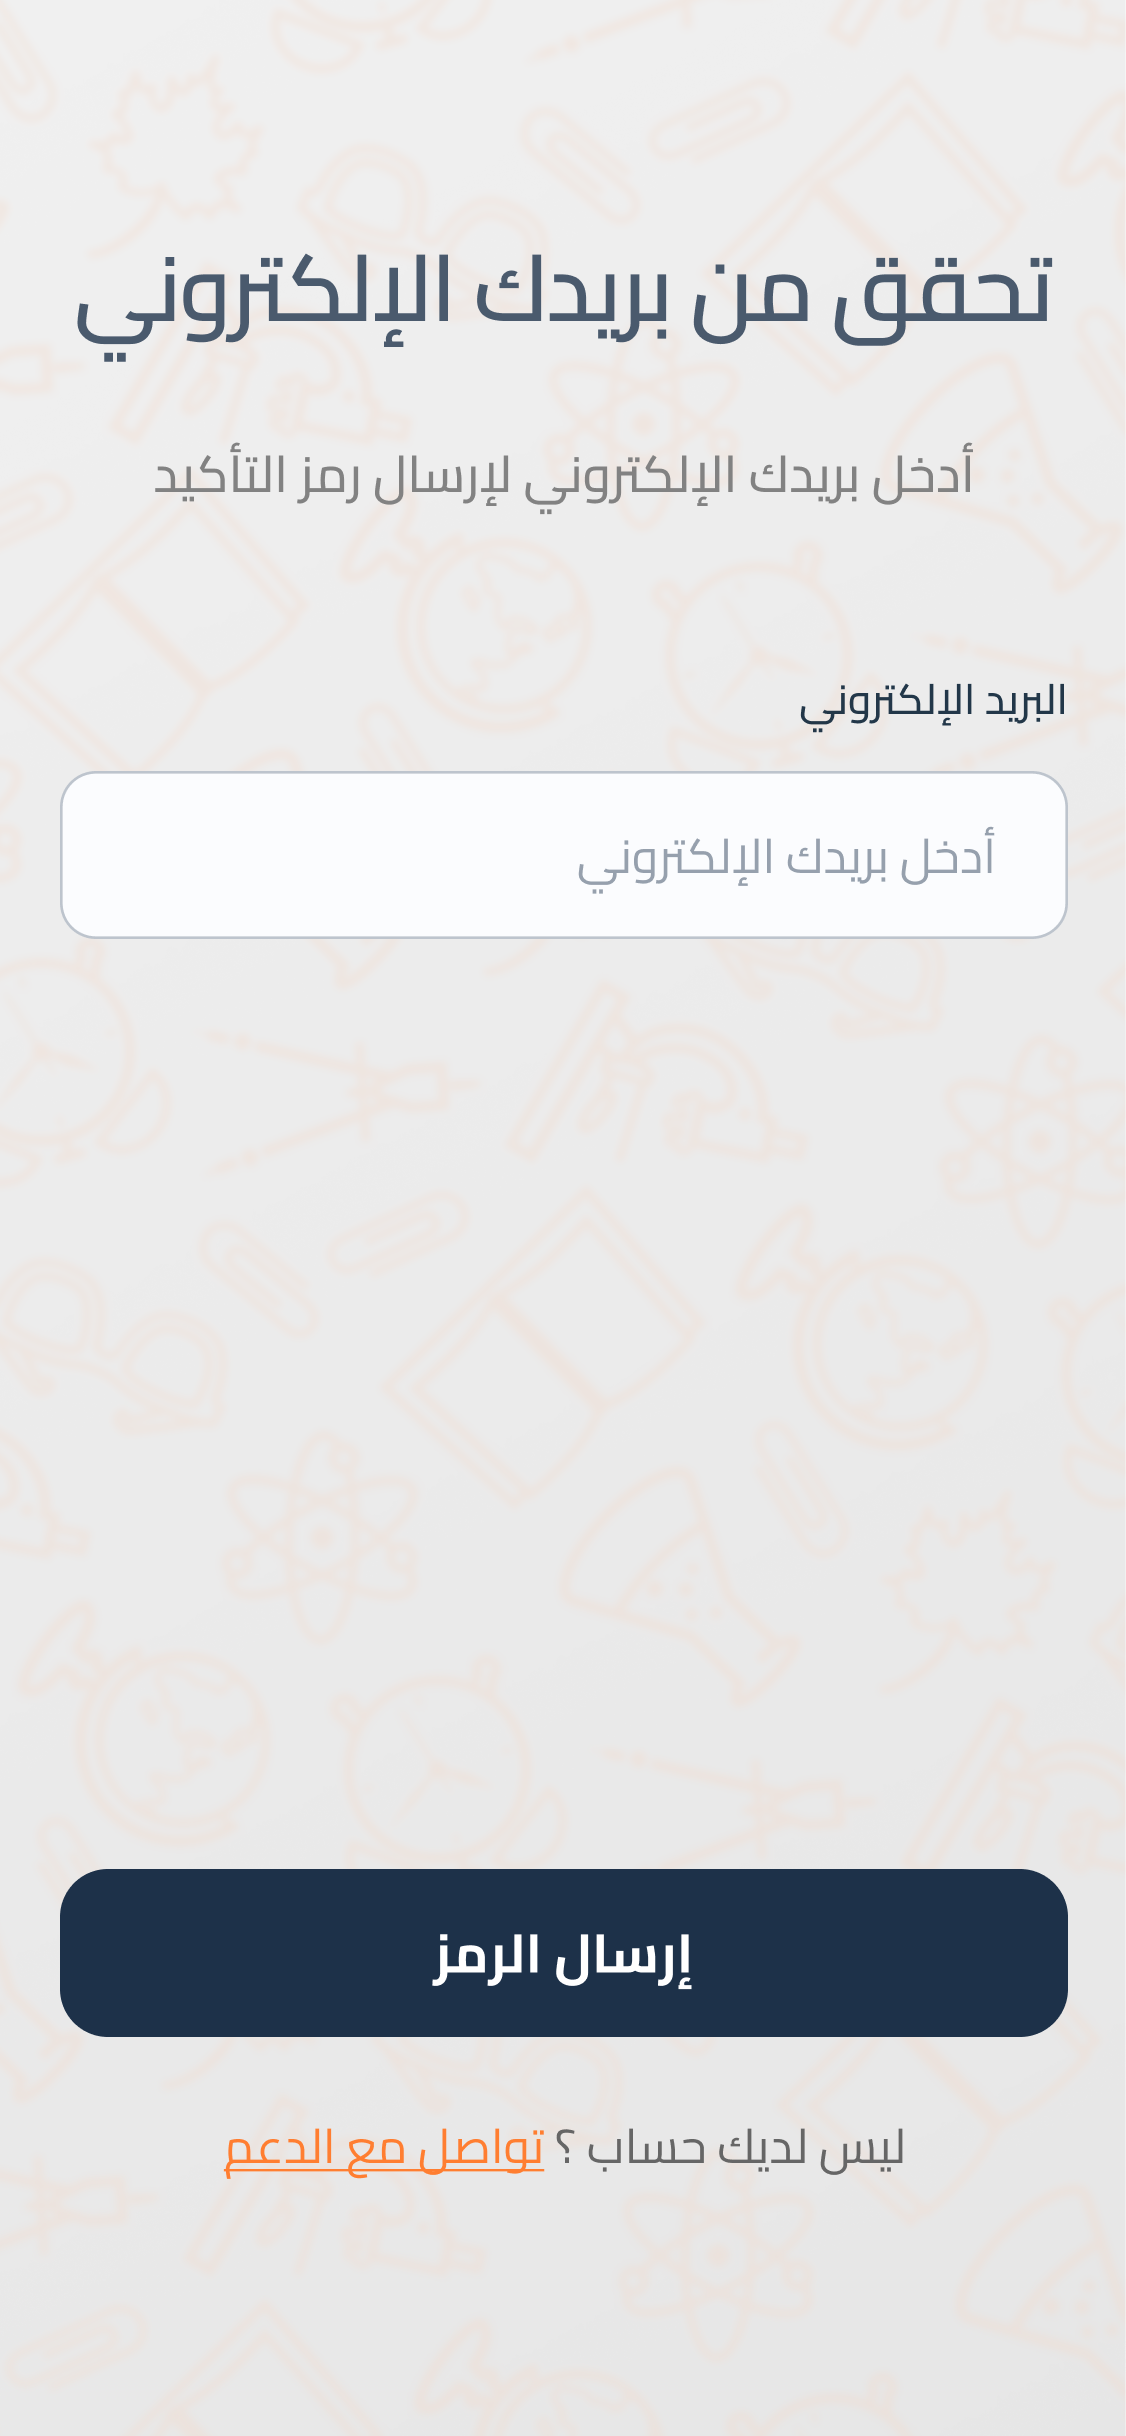 تحقق من بريدك الإلكتروني
أدخل بريدك الإلكتروني لإرسال رمز التأكيد
البريد الإلكتروني
أدخل بريدك الإلكتروني
إرسال الرمز
ليس لديك حساب ؟ تواصل مع الدعم